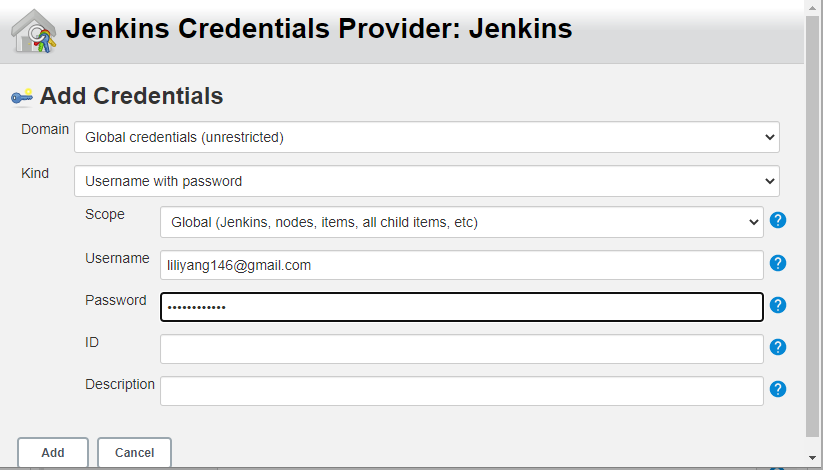 Jenkins Credentials Provider: Jenkins
Add Credentials
Domain
Global credentials (unrestricted)
Kind
Username with password
Scope
Global (Jenkins, nodes, items, all child items, etc)
?
Username
liliyang146@gmail.com
?
Password
••••••••••••
?
ID
?
Description
?
Add
Cancel